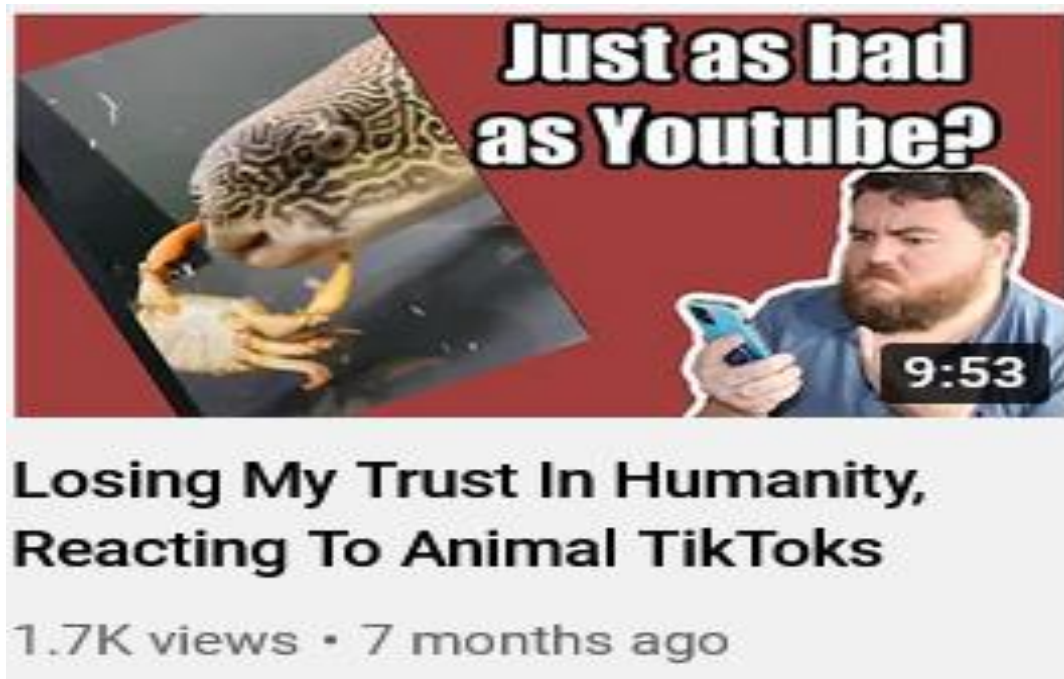 Just as bad
as Youtube?
9:53
Losing My Trust In Humanity,
Reacting To Animal TikToks
1.7K views • 7 months ago